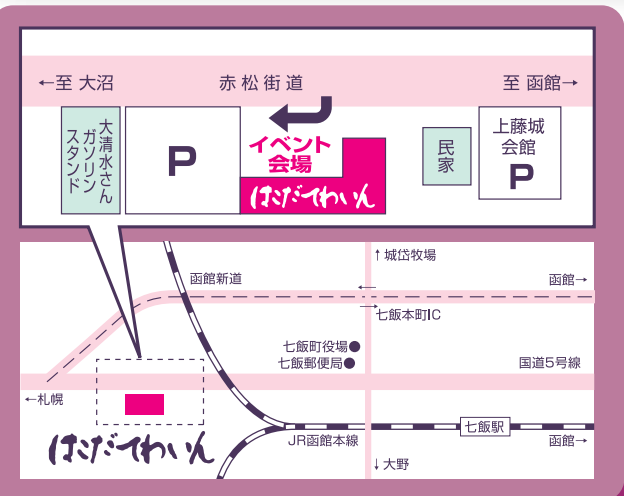 ←至 大沼
赤松街道
至 函館→
大清水さん
ガソリン
スタンド
P
イベント
会場
はこだてわいん
民家
上藤城
会館
P
↑城岱牧場
函館新道
函館→
七飯本町IC
七飯町役場●
七飯郵便局●
国道5号線
←札幌
はこだてわいん
JR函館本線
七飯駅
函館→
↓大野